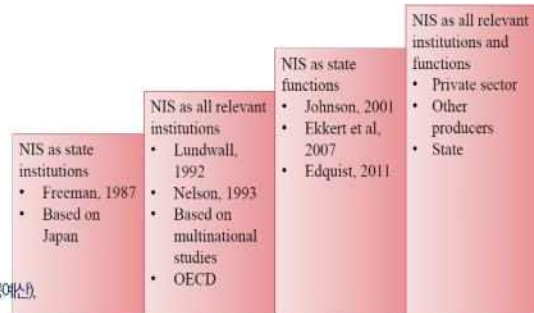 NIS as state
institutions
• Freeman, 1987
• Based on
Japan
NIS as all relevant
institutions
• Lundwall,
1992
• Nelson, 1993
• Based on
multinational
studies
• OECD
NIS as state
functions
• Johnson, 2001
• Ekkert et al,
2007
• Edquist, 2011
NIS as all relevant
institutions and
functions
• Private sector
• Other
producers
• State
예산),